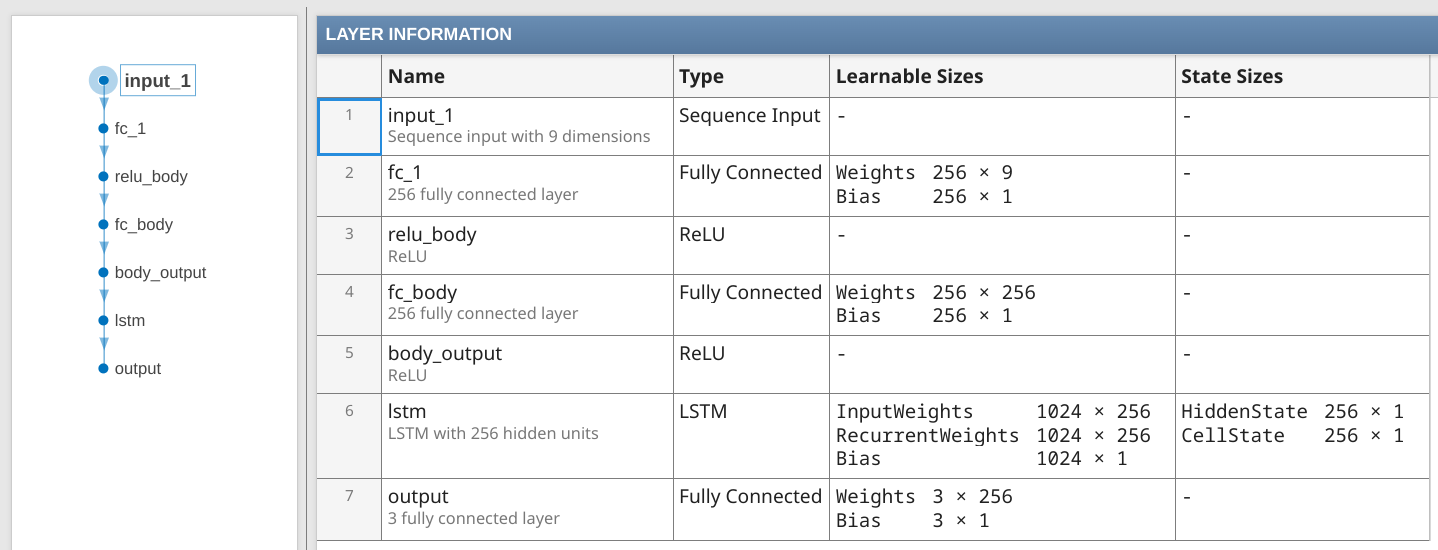 input_1
fc_1
relu_body
fc_body
body_output
lstm
output
LAYER INFORMATION
Name Type Learnable Sizes State Sizes
1 input_1 Sequence Input - -
Sequence input with 9 dimensions
2 fc_1 Fully Connected Weights 256 × 9 -
256 fully connected layer Bias 256 × 1
3 relu_body ReLU - -
ReLU
4 fc_body Fully Connected Weights 256 × 256 -
256 fully connected layer Bias 256 × 1
5 body_output ReLU - -
ReLU
6 lstm LSTM InputWeights 1024 × 256 HiddenState 256 × 1
LSTM with 256 hidden units RecurrentWeights 1024 × 256 CellState 256 × 1
Bias 1024 × 1
7 output Fully Connected Weights 3 × 256 -
3 fully connected layer Bias 3 × 1